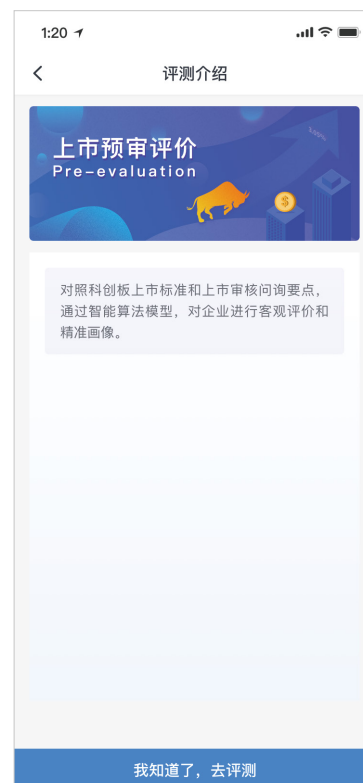 1:20
评测介绍
上市预审评价
Pre-evaluation
对照科创板上市标准和上市审核问询要点，
通过智能算法模型，对企业进行客观评价和
精准画像。
我知道了，去评测